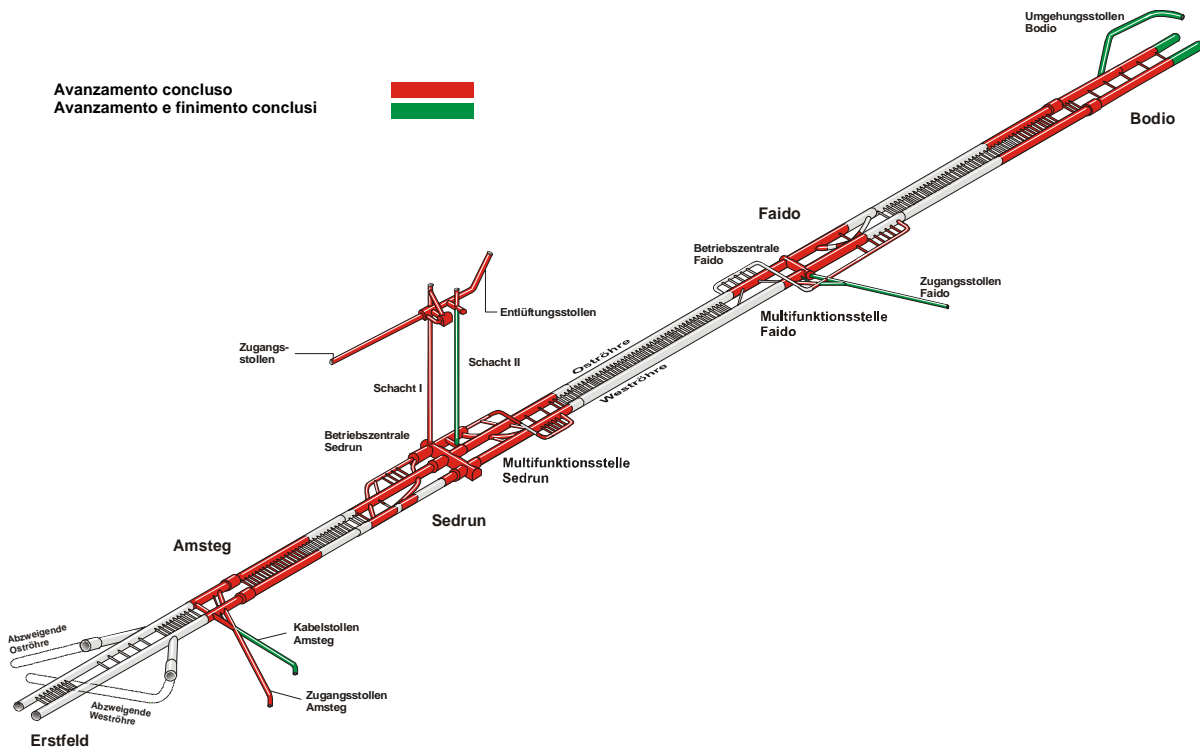 Umgehungsstollen
Bodio
Avanzamento concluso
Avanzamento e finimento conclusi
Bodio
Faido
Betriebszentrale
Faido
Zugangsstollen
Faido
Multifunktionsstelle
Faido
Entlüftungsstollen
Zugangs-
stollen
Schacht I
Schacht II
Oströhre
Weströhre
Betriebszentrale
Sedrun
Multifunktionsstelle
Sedrun
Sedrun
Amsteg
Abzweigende
Oströhre
Kabelstollen
Amsteg
Zugangsstollen
Amsteg
Abzweigende
Weströhre
Erstfeld